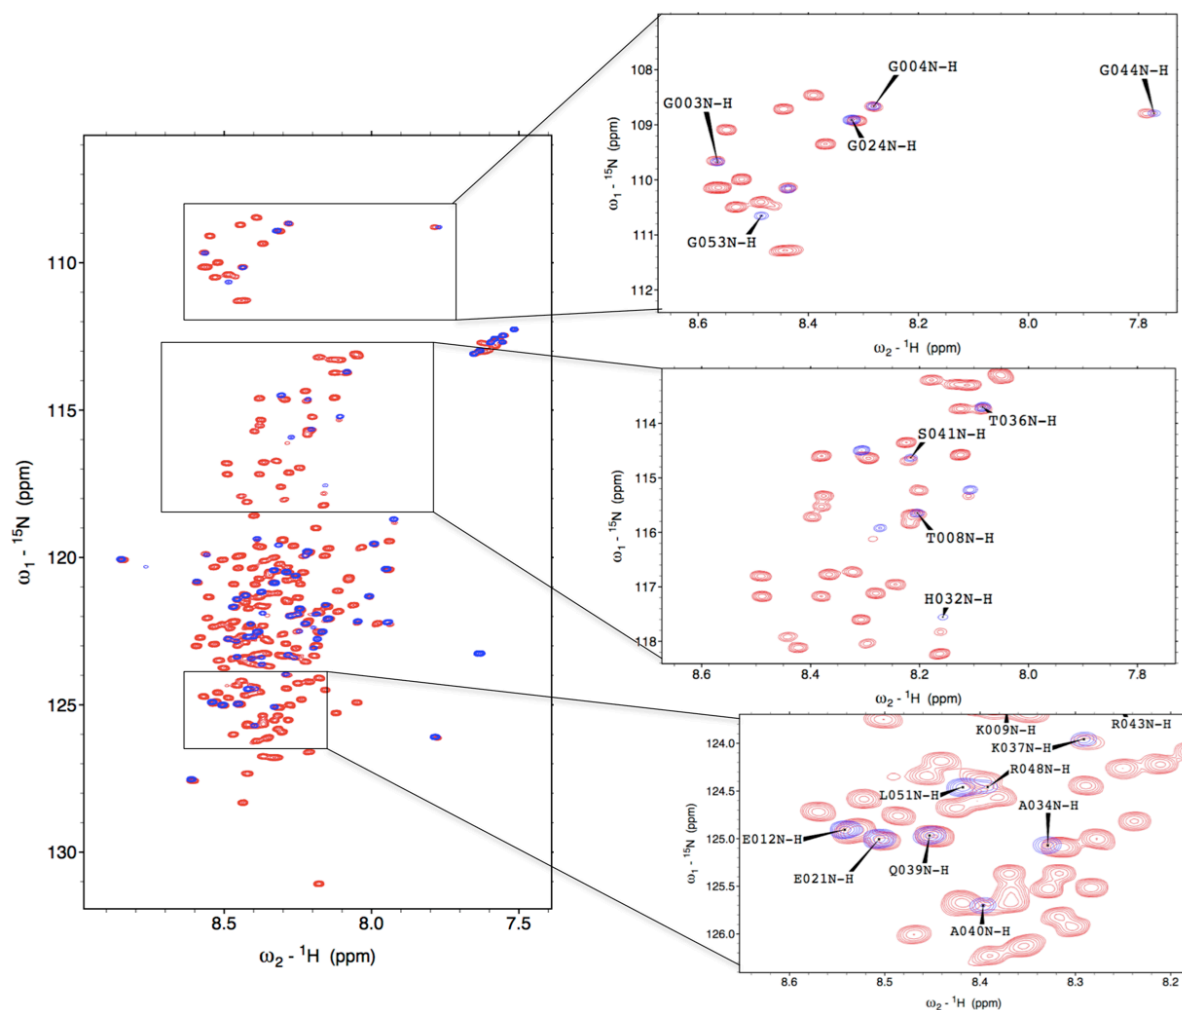 108
109
110
111
112
8.6
8.4
8.2
8.0
7.8
ω₁ - ¹⁵N (ppm)
ω₂ - ¹H (ppm)
G004N-H
G044N-H
G003N-H
G024N-H
G053N-H
110
115
120
125
130
8.5
8.0
7.5
ω₁ - ¹⁵N (ppm)
ω₂ - ¹H (ppm)
114
115
116
117
118
8.6
8.4
8.2
8.0
7.8
ω₁ - ¹⁵N (ppm)
ω₂ - ¹H (ppm)
T036N-H
S041N-H
T008N-H
H032N-H
124.0
124.5
125.0
125.5
126.0
8.6
8.5
8.4
8.3
8.2
ω₁ - ¹⁵N (ppm)
ω₂ - ¹H (ppm)
K009N-H
R043N-H
K037N-H
R048N-H
L051N-H
A034N-H
E012N-H
Q039N-H
E021N-H
A040N-H